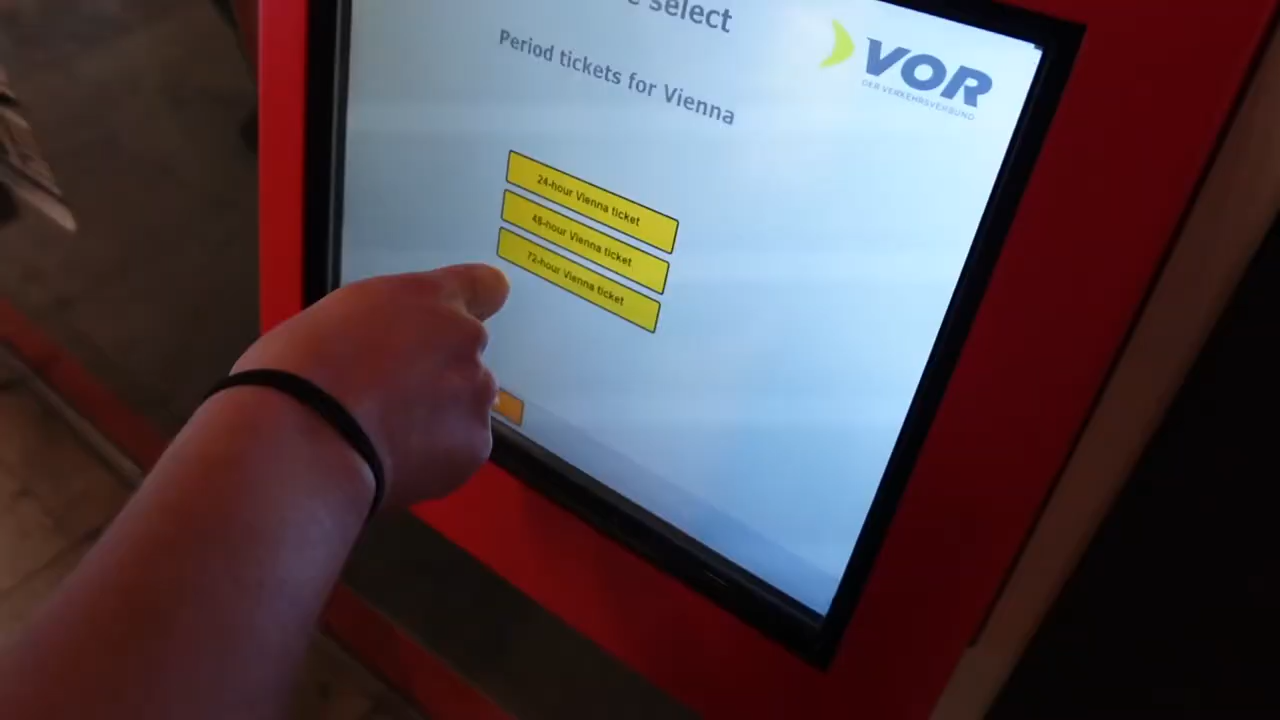 select
Period tickets for Vienna
VOR
DER VERKEHRSVERBUND
24-hour Vienna ticket
48-hour Vienna ticket
72-hour Vienna ticket